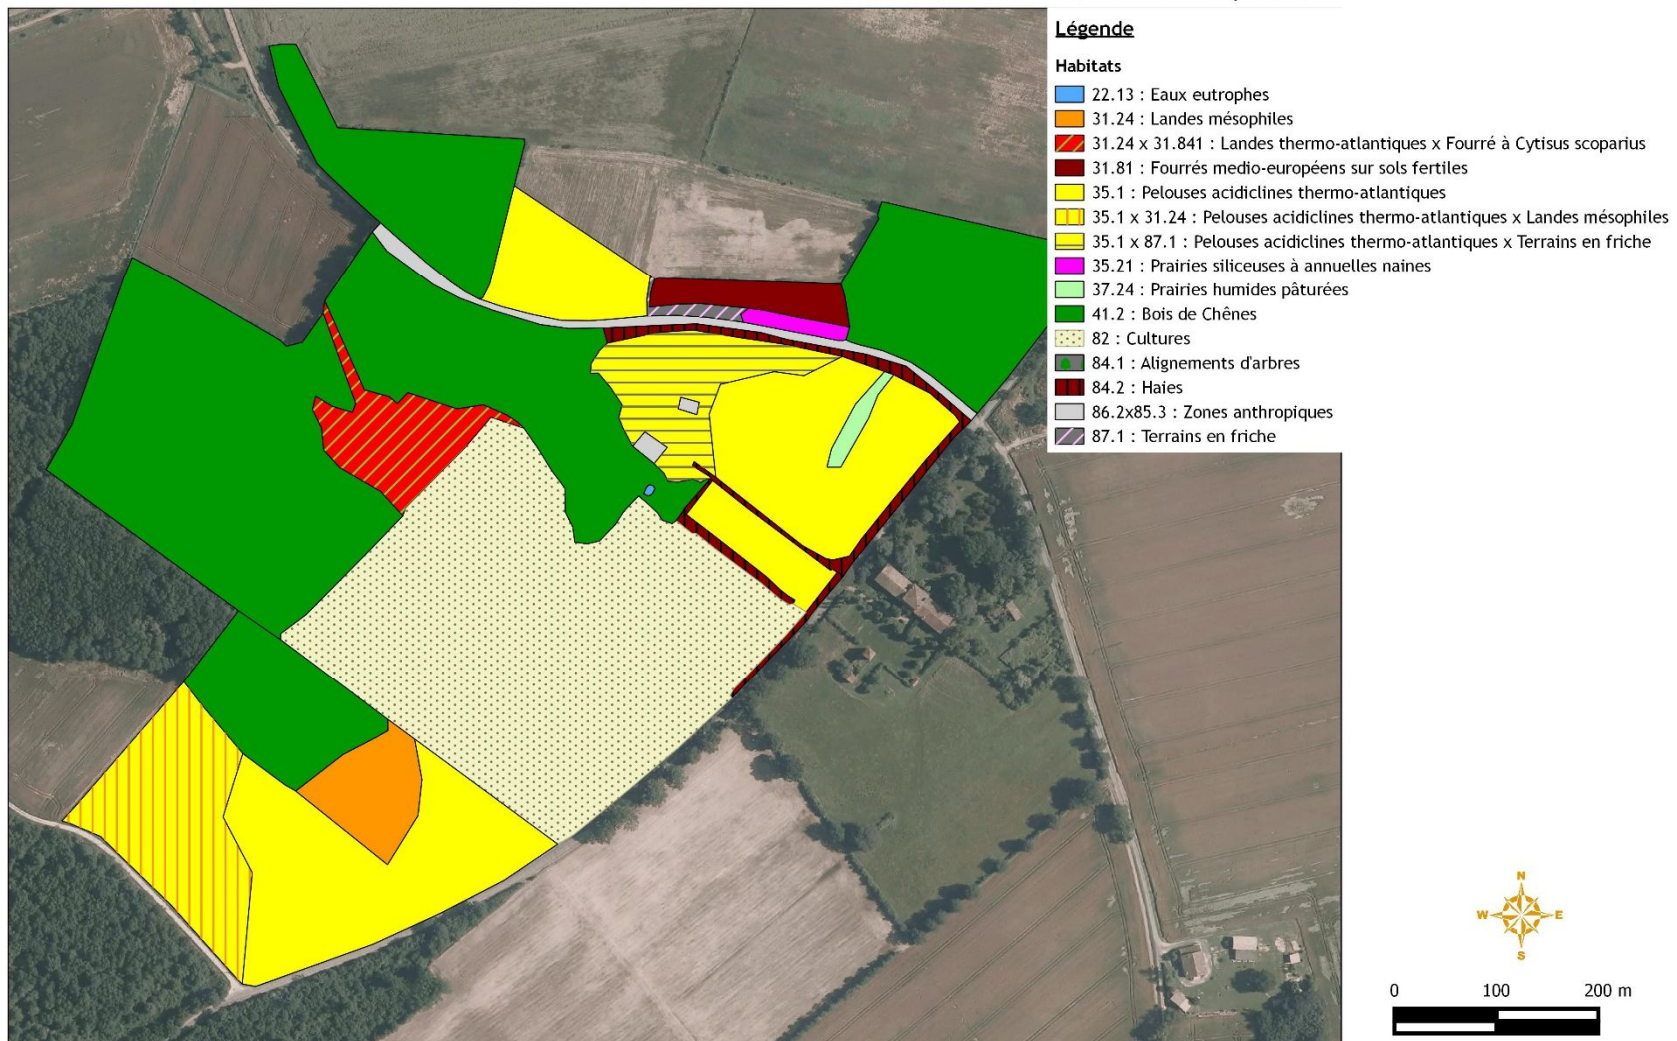 Légende
Habitats
22.13 : Eaux eutrophes
31.24 : Landes mésophiles
31.24 x 31.841 : Landes thermo-atlantiques x Fourré à Cytisus scoparius
31.81 : Fourrés medio-européens sur sols fertiles
35.1 : Pelouses acidiclines thermo-atlantiques
35.1 x 31.24 : Pelouses acidiclines thermo-atlantiques x Landes mésophiles
35.1 x 87.1 : Pelouses acidiclines thermo-atlantiques x Terrains en friche
35.21 : Prairies siliceuses à annuelles naines
37.24 : Prairies humides pâturées
41.2 : Bois de Chênes
82 : Cultures
84.1 : Alignements d'arbres
84.2 : Haies
86.2x85.3 : Zones anthropiques
87.1 : Terrains en friche
N
W E
S
0 100 200 m